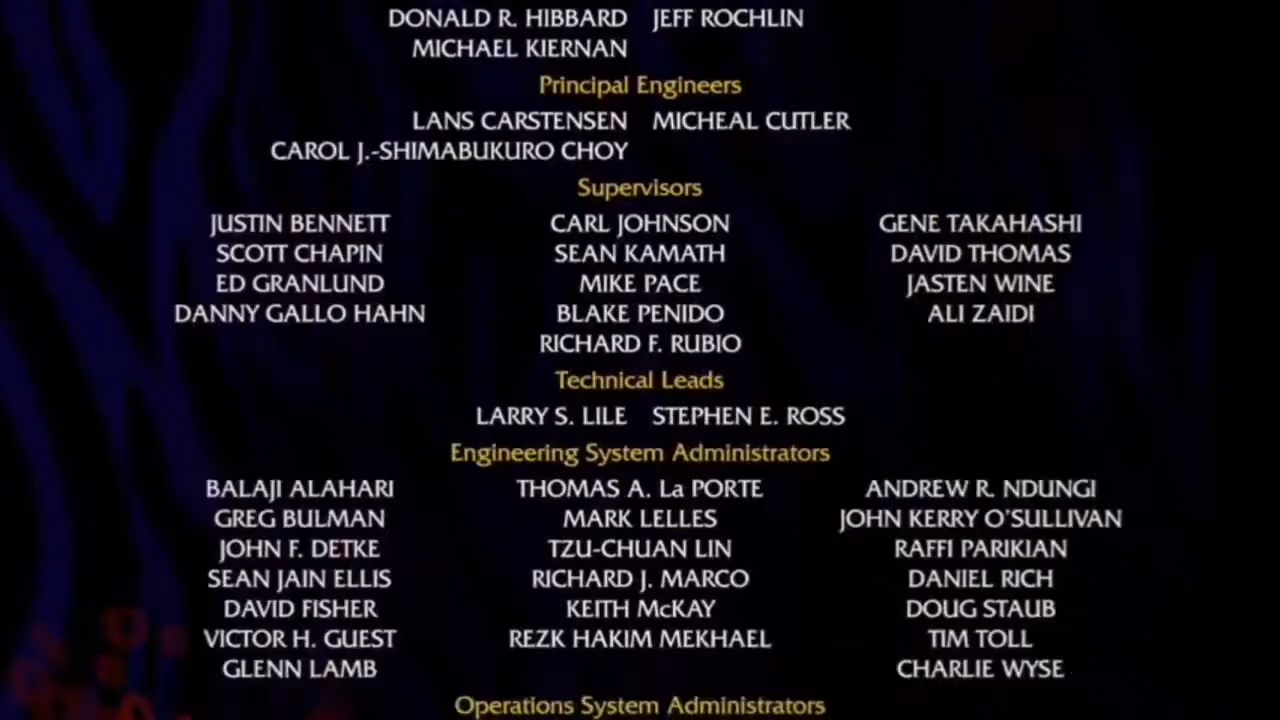 DONALD R. HIBBARD JEFF ROCHLIN
MICHAEL KIERNAN
Principal Engineers
LANS CARSTENSEN MICHEAL CUTLER
CAROL J.-SHIMABUKURO CHOY
Supervisors
JUSTIN BENNETT CARL JOHNSON GENE TAKAHASHI
SCOTT CHAPIN SEAN KAMATH DAVID THOMAS
ED GRANLUND MIKE PACE JASTEN WINE
DANNY GALLO HAHN BLAKE PENIDO ALI ZAIDI
RICHARD F. RUBIO
Technical Leads
LARRY S. LILE STEPHEN E. ROSS
Engineering System Administrators
BALAJI ALAHARI THOMAS A. La PORTE ANDREW R. NDUNGI
GREG BULMAN MARK LELLES JOHN KERRY O'SULLIVAN
JOHN F. DETKE TZU-CHUAN LIN RAFFI PARIKIAN
SEAN JAIN ELLIS RICHARD J. MARCO DANIEL RICH
DAVID FISHER KEITH McKAY DOUG STAUB
VICTOR H. GUEST REZK HAKIM MEKHAEL TIM TOLL
GLENN LAMB CHARLIE WYSE
Operations System Administrators